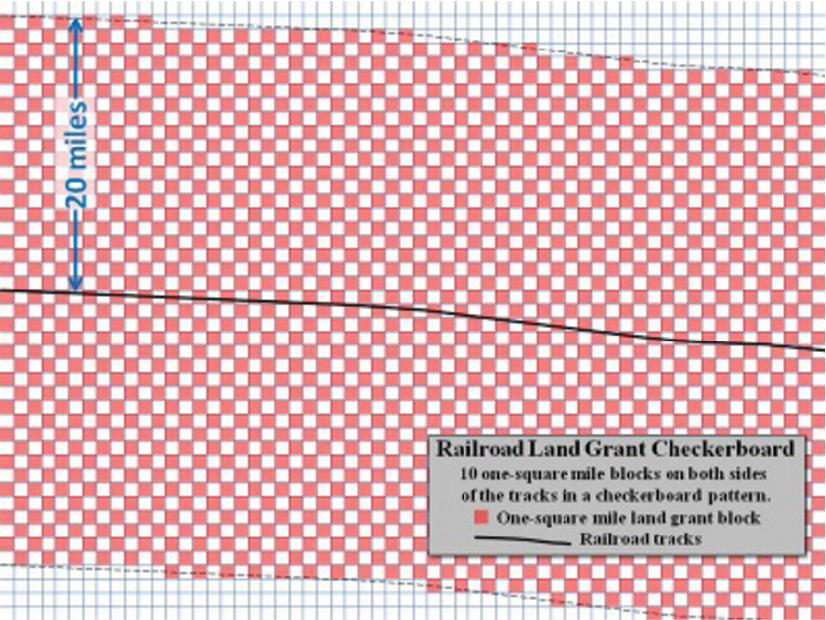 20 miles
Railroad Land Grant Checkerboard
10 one-square mile blocks on both sides
of the tracks in a checkerboard pattern.
One-square mile land grant block
Railroad tracks